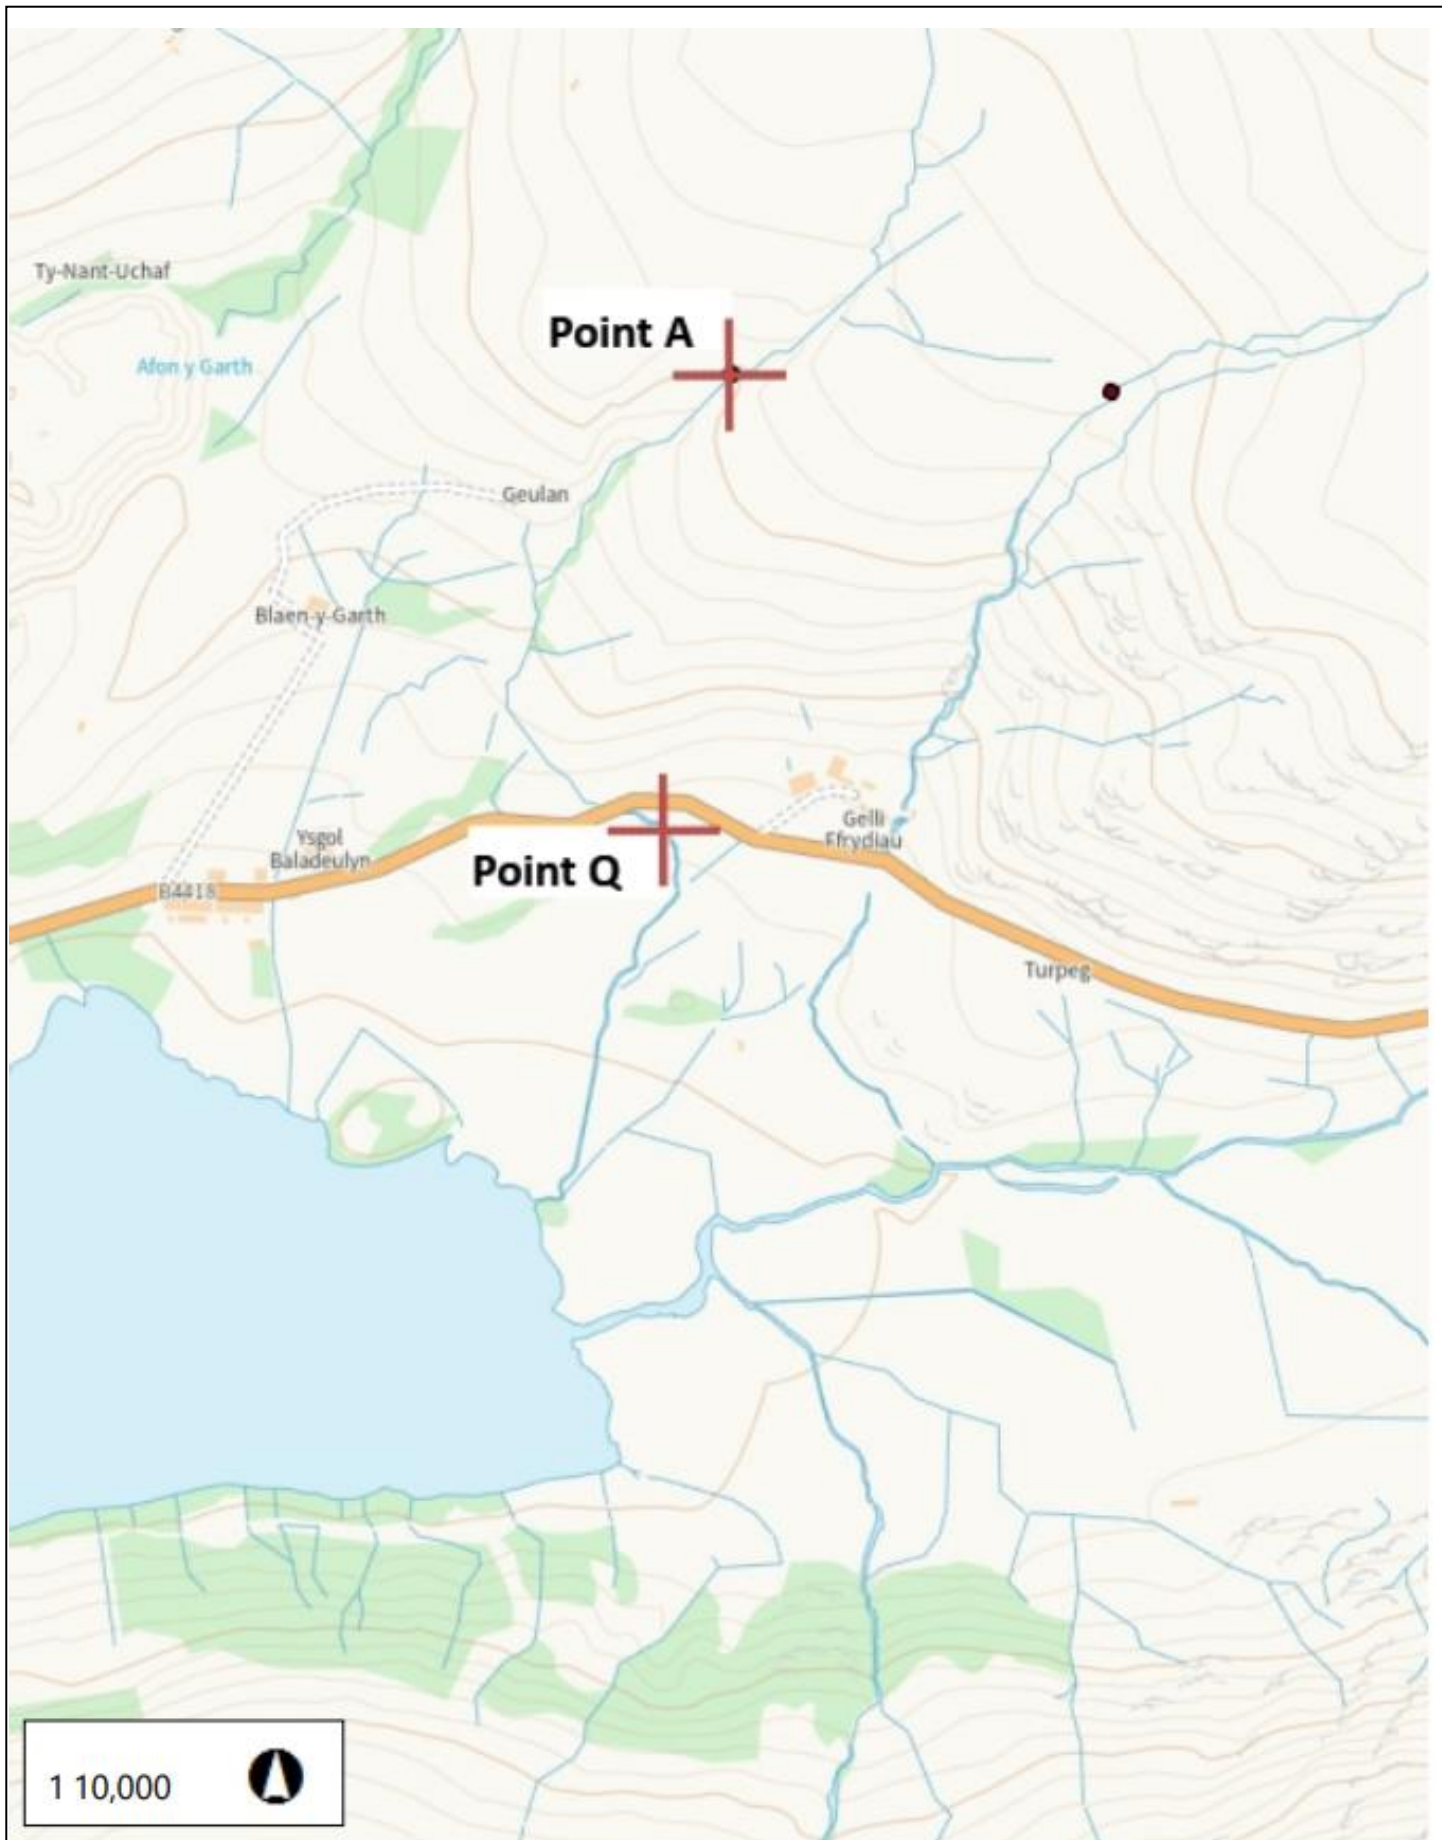 Ty-Nant-Uchaf
Point A
Afon y Garth
Geulan
Blaen-y-Garth
Gelli
Ffrydiau
Ysgol
Baladeulyn
Point Q
B4418
Turpeg
1 10,000